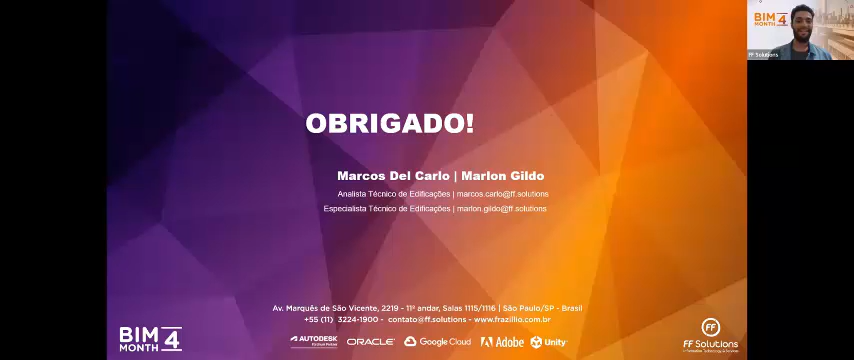 BIM
MONTH 4
FF Solutions
OBRIGADO!
Marcos Del Carlo | Marlon Gildo
Analista Técnico de Edificações | marcos.carlo@ff.solutions
Especialista Técnico de Edificações | marlon.gildo@ff.solutions
Av. Marquês de São Vicente, 2219 - 11º andar, Salas 1115/1116 | São Paulo/SP - Brasil
+55 (11) 3224-1900 - contato@ff.solutions - www.frazillio.com.br
BIM
MONTH 4
AUTODESK
ORACLE
Google Cloud
Adobe
Unity
FF
FF Solutions